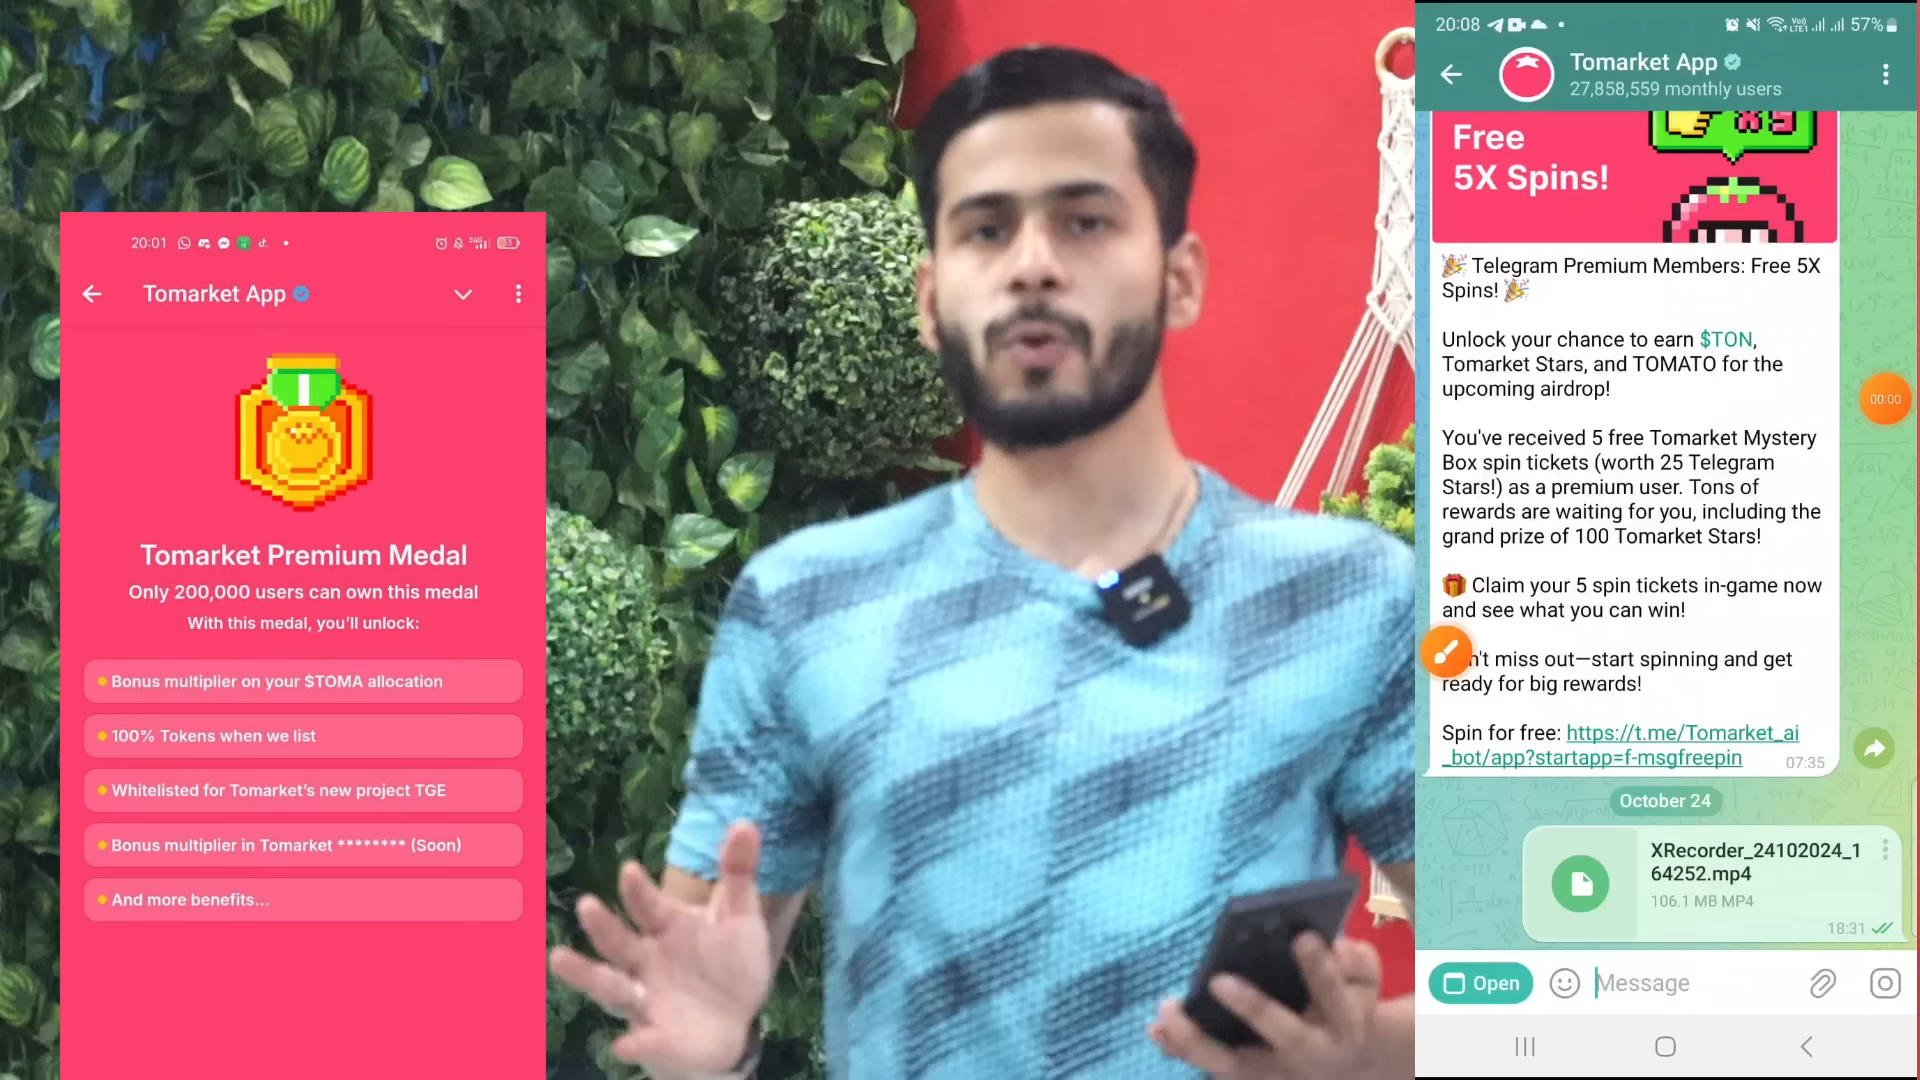 20:01
Tomarket App
Tomarket Premium Medal
Only 200,000 users can own this medal
With this medal, you'll unlock:
Bonus multiplier on your $TOMA allocation
100% Tokens when we list
Whitelisted for Tomarket's new project TGE
Bonus multiplier in Tomarket ******** (Soon)
And more benefits...
20:08
57%
Tomarket App
27,858,559 monthly users
Free
5X Spins!
X5
🎉 Telegram Premium Members: Free 5X
Spins! 🎉
Unlock your chance to earn $TON,
Tomarket Stars, and TOMATO for the
upcoming airdrop!
You've received 5 free Tomarket Mystery
Box spin tickets (worth 25 Telegram
Stars!) as a premium user. Tons of
rewards are waiting for you, including the
grand prize of 100 Tomarket Stars!
🎁 Claim your 5 spin tickets in-game now
and see what you can win!
n't miss out—start spinning and get
ready for big rewards!
Spin for free: https://t.me/Tomarket_ai
_bot/app?startapp=f-msgfreepin
07:35
00:00
October 24
XRecorder_24102024_1
64252.mp4
106.1 MB MP4
18:31
Open
Message